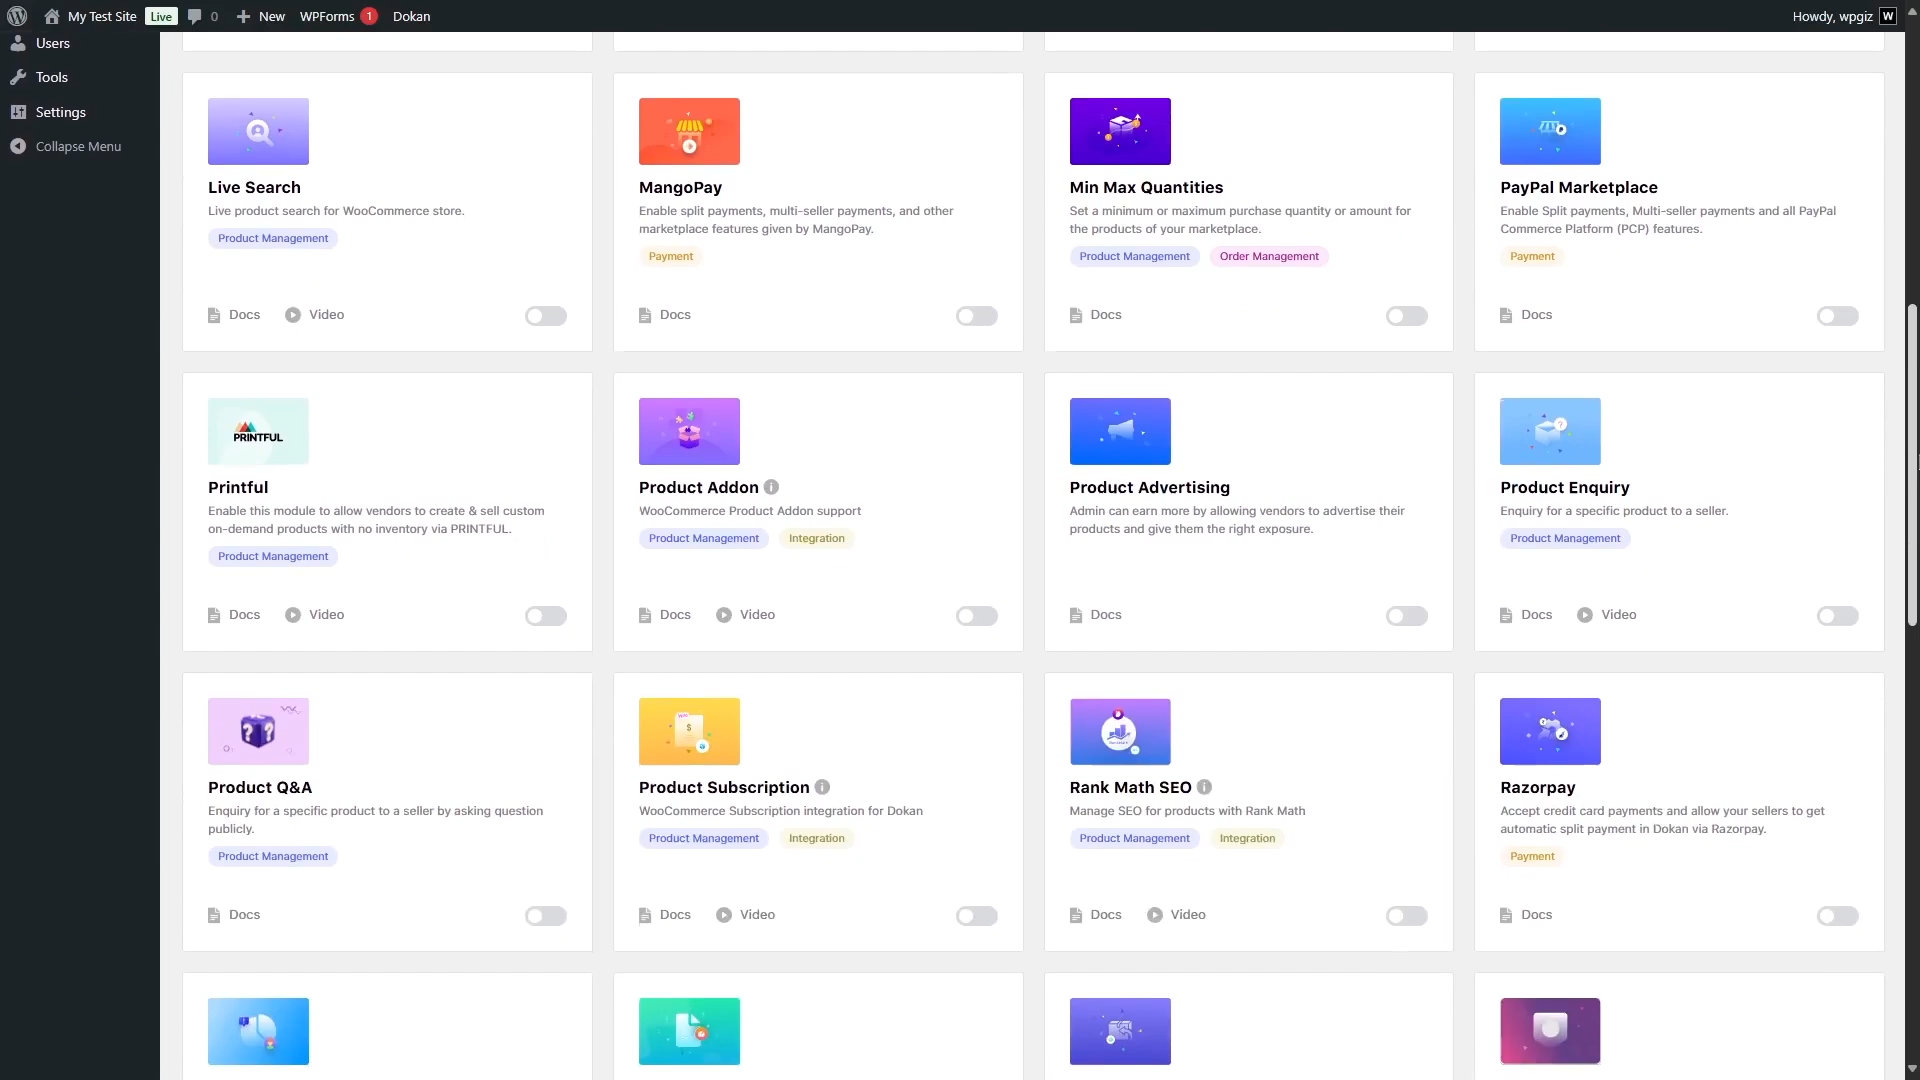 My Test Site Live 0 New WPForms 1 Dokan Howdy, wpgiz
Users
Tools
Settings
Collapse Menu
Live Search
Live product search for WooCommerce store.
Product Management
Docs Video
MangoPay
Enable split payments, multi-seller payments, and other
marketplace features given by MangoPay.
Payment
Docs
Min Max Quantities
Set a minimum or maximum purchase quantity or amount for
the products of your marketplace.
Product Management Order Management
Docs
PayPal Marketplace
Enable Split payments, Multi-seller payments and all PayPal
Commerce Platform (PCP) features.
Payment
Docs
PRINTFUL
Printful
Enable this module to allow vendors to create & sell custom
on-demand products with no inventory via PRINTFUL.
Product Management
Docs Video
Product Addon
WooCommerce Product Addon support
Product Management Integration
Docs Video
Product Advertising
Admin can earn more by allowing vendors to advertise their
products and give them the right exposure.
Docs
Product Enquiry
Enquiry for a specific product to a seller.
Product Management
Docs Video
Product Q&A
Enquiry for a specific product to a seller by asking question
publicly.
Product Management
Docs
Product Subscription
WooCommerce Subscription integration for Dokan
Product Management Integration
Docs Video
Rank Math SEO
Manage SEO for products with Rank Math
Product Management Integration
Docs Video
Razorpay
Accept credit card payments and allow your sellers to get
automatic split payment in Dokan via Razorpay.
Payment
Docs